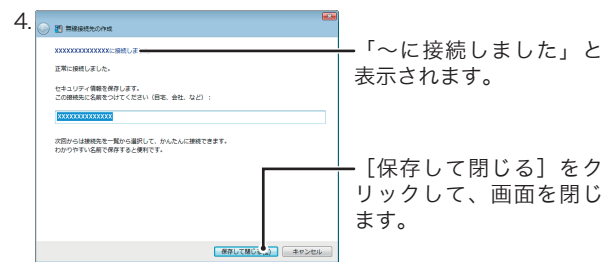 4.
無線接続先の作成
XXXXXXXXXXXXXXに接続しま
正常に接続しました。
セキュリティ情報を保存します。
この接続先に名前をつけてください（自宅、会社、など）：
XXXXXXXXXXXXXX
次回からは接続先を一覧から選択して、かんたんに接続できます。
わかりやすい名前で保存すると便利です。
保存して閉じ
キャンセル
「～に接続しました」と
表示されます。
［保存して閉じる］をク
リックして、画面を閉じ
ます。